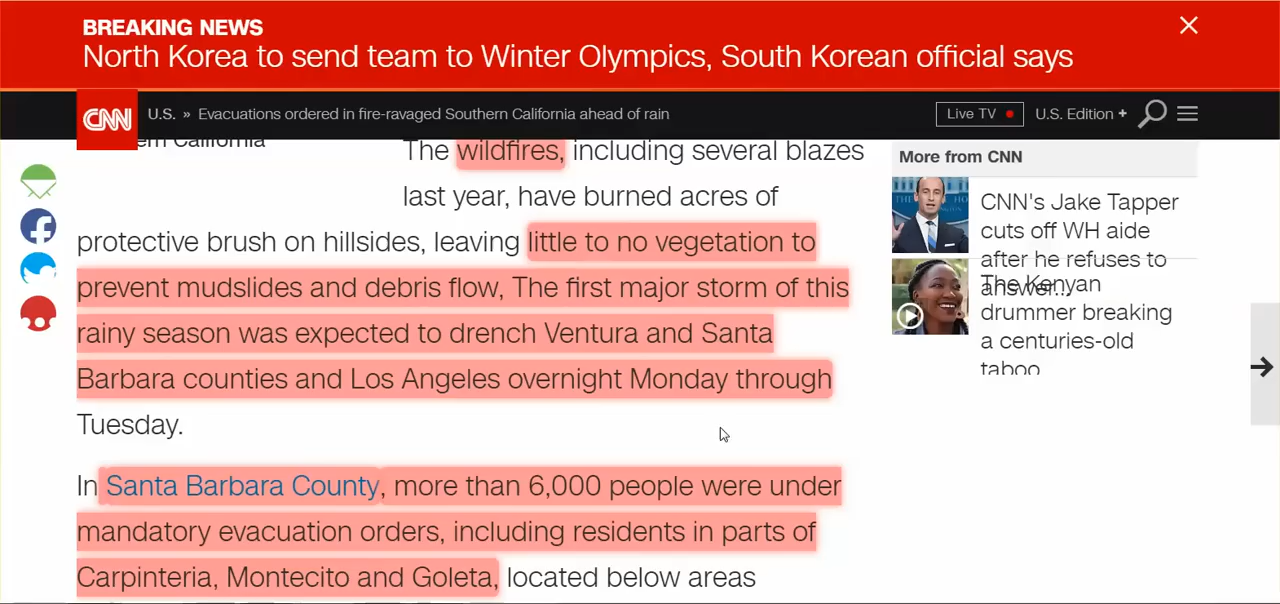 BREAKING NEWS
North Korea to send team to Winter Olympics, South Korean official says
CNN
U.S. » Evacuations ordered in fire-ravaged Southern California ahead of rain
Live TV
U.S. Edition +
ern California
The wildfires, including several blazes
last year, have burned acres of
protective brush on hillsides, leaving little to no vegetation to
prevent mudslides and debris flow, The first major storm of this
rainy season was expected to drench Ventura and Santa
Barbara counties and Los Angeles overnight Monday through
Tuesday.
In Santa Barbara County, more than 6,000 people were under
mandatory evacuation orders, including residents in parts of
Carpinteria, Montecito and Goleta, located below areas
More from CNN
CNN's Jake Tapper
cuts off WH aide
after he refuses to
answer...
The Kenyan
drummer breaking
a centuries-old
taboo